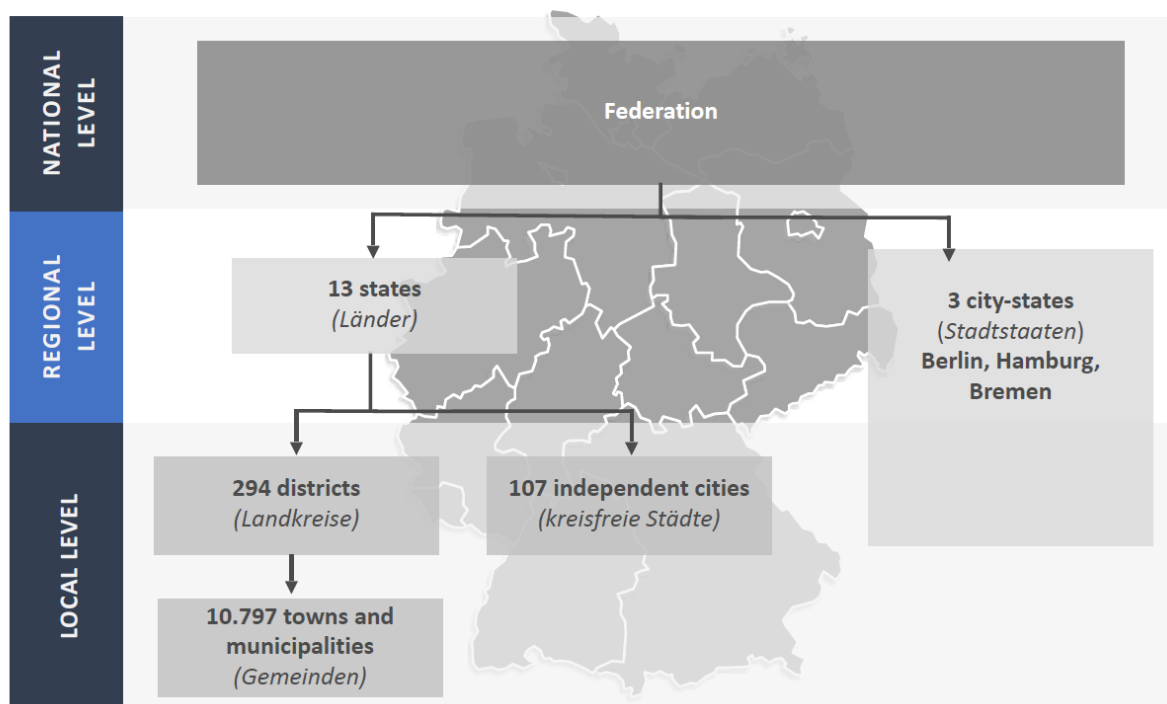 NATIONAL
LEVEL
Federation
REGIONAL
LEVEL
13 states
(Länder)
3 city-states
(Stadtstaaten)
Berlin, Hamburg,
Bremen
LOCAL LEVEL
294 districts
(Landkreise)
107 independent cities
(kreisfreie Städte)
10.797 towns and
municipalities
(Gemeinden)